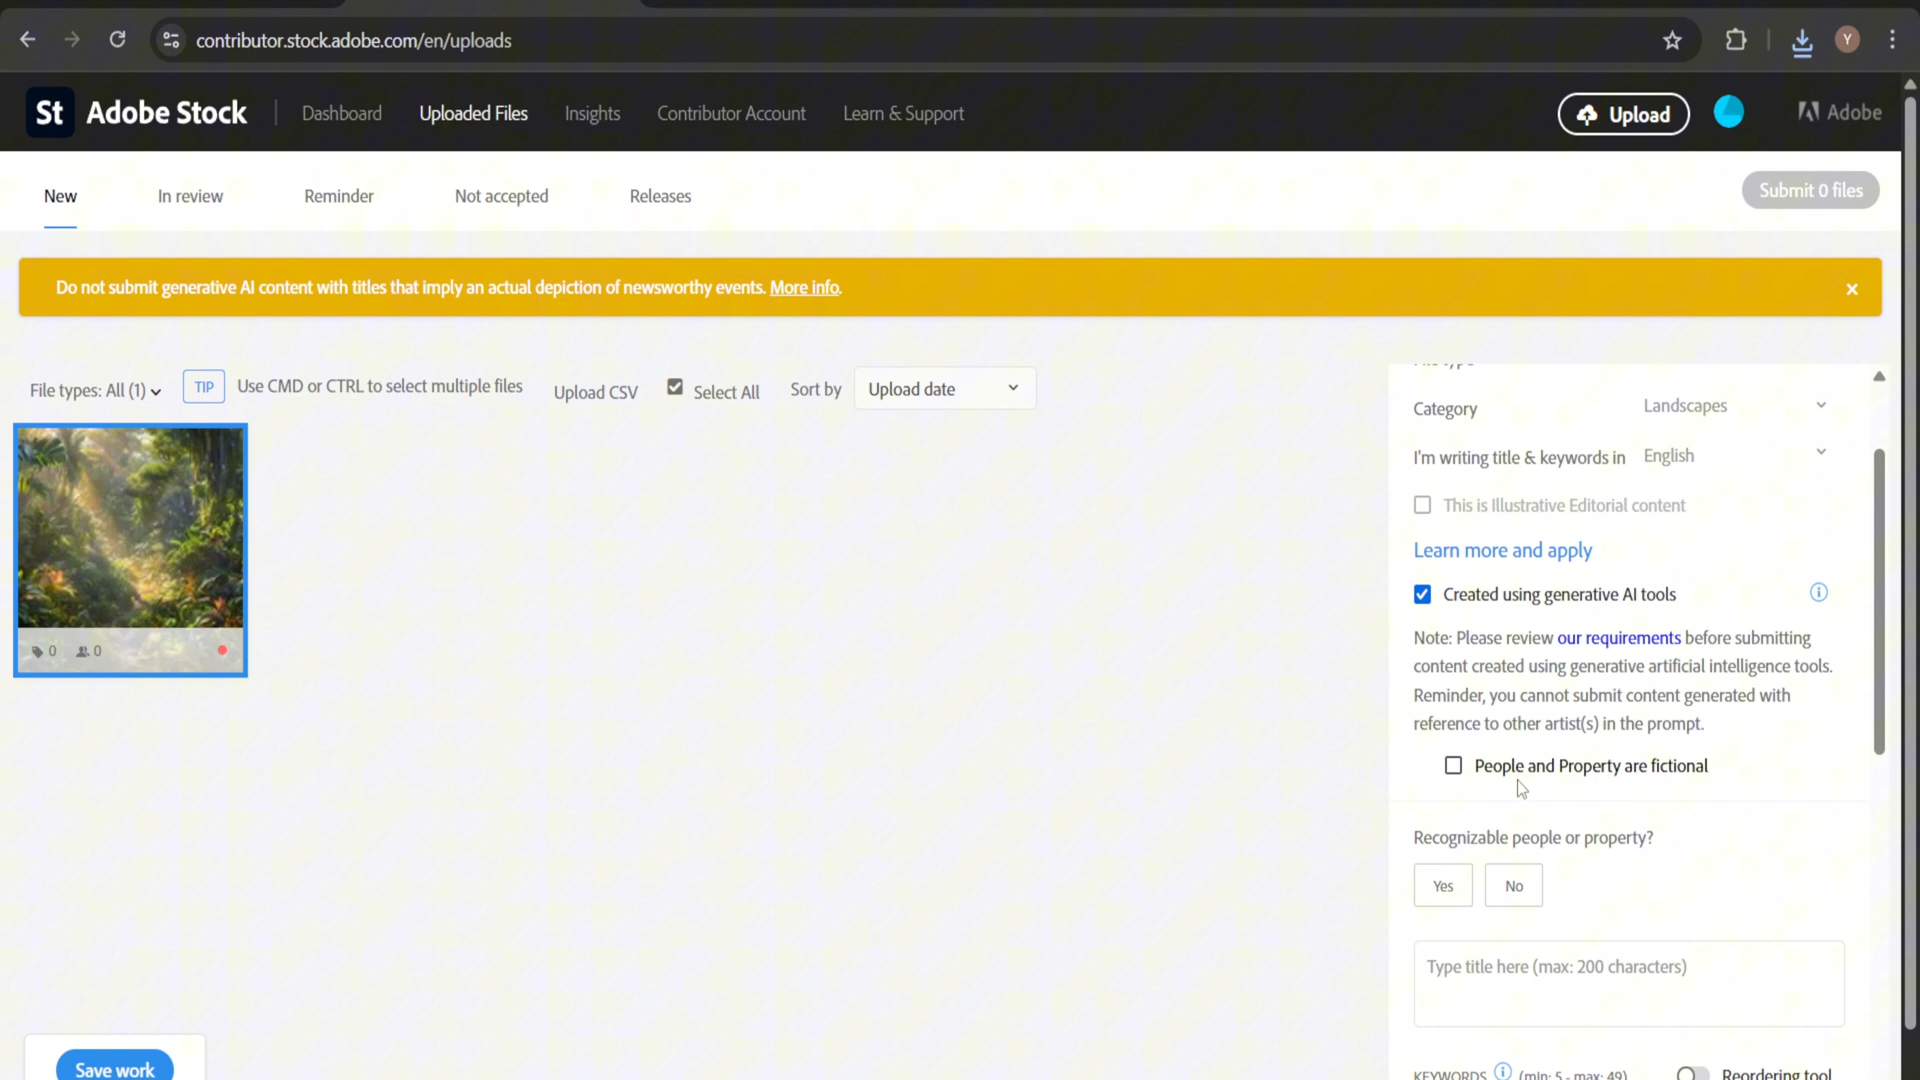 contributor.stock.adobe.com/en/uploads
Y
St Adobe Stock Dashboard Uploaded Files Insights Contributor Account Learn & Support Upload Adobe
New In review Reminder Not accepted Releases Submit 0 files
Do not submit generative AI content with titles that imply an actual depiction of newsworthy events. More info.
File types: All (1) TIP Use CMD or CTRL to select multiple files Upload CSV Select All Sort by Upload date
0 0
Save work
Category Landscapes
I'm writing title & keywords in English
This is Illustrative Editorial content
Learn more and apply
Created using generative AI tools
Note: Please review our requirements before submitting
content created using generative artificial intelligence tools.
Reminder, you cannot submit content generated with
reference to other artist(s) in the prompt.
People and Property are fictional
Recognizable people or property?
Yes No
Type title here (max: 200 characters)
KEYWORDS (min: 5 - max: 49) Reordering tool